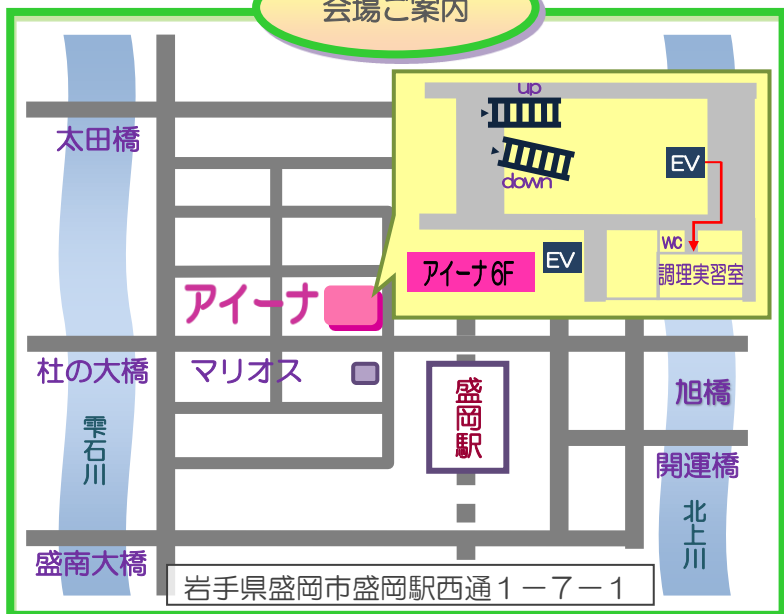 会場ご案内
太田橋
up
down
EV
EV
WC
調理実習室
アイーナ 6F
アイーナ
杜の大橋
マリオス
盛岡駅
旭橋
雫石川
開運橋
北上川
盛南大橋
岩手県盛岡市盛岡駅西通１－７－１